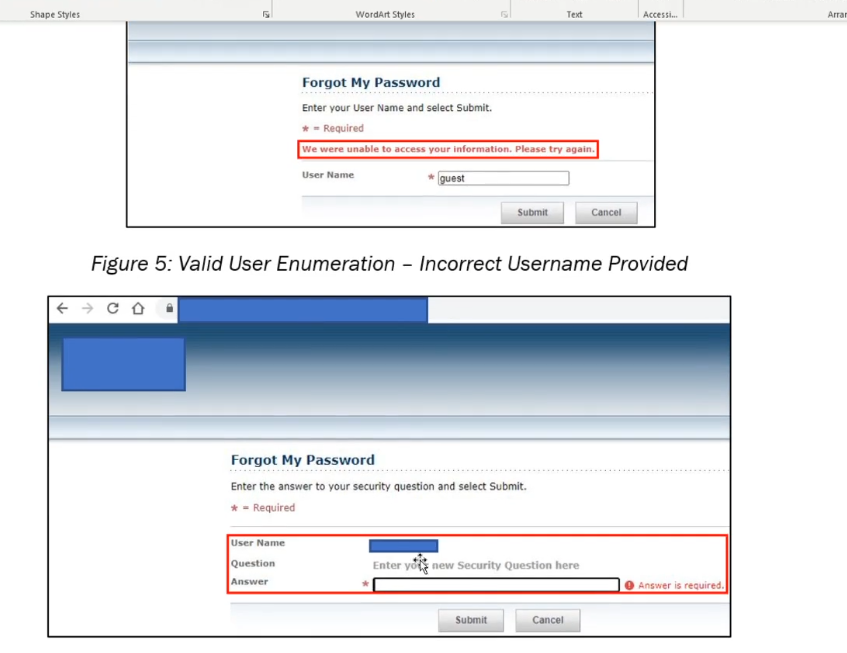 Shape Styles WordArt Styles Text Accessi... Arran
Forgot My Password
Enter your User Name and select Submit.
* = Required
We were unable to access your information. Please try again.
User Name * guest
Submit Cancel
Figure 5: Valid User Enumeration – Incorrect Username Provided
Forgot My Password
Enter the answer to your security question and select Submit.
* = Required
User Name
Question Enter your new Security Question here
Answer * Answer is required.
Submit Cancel